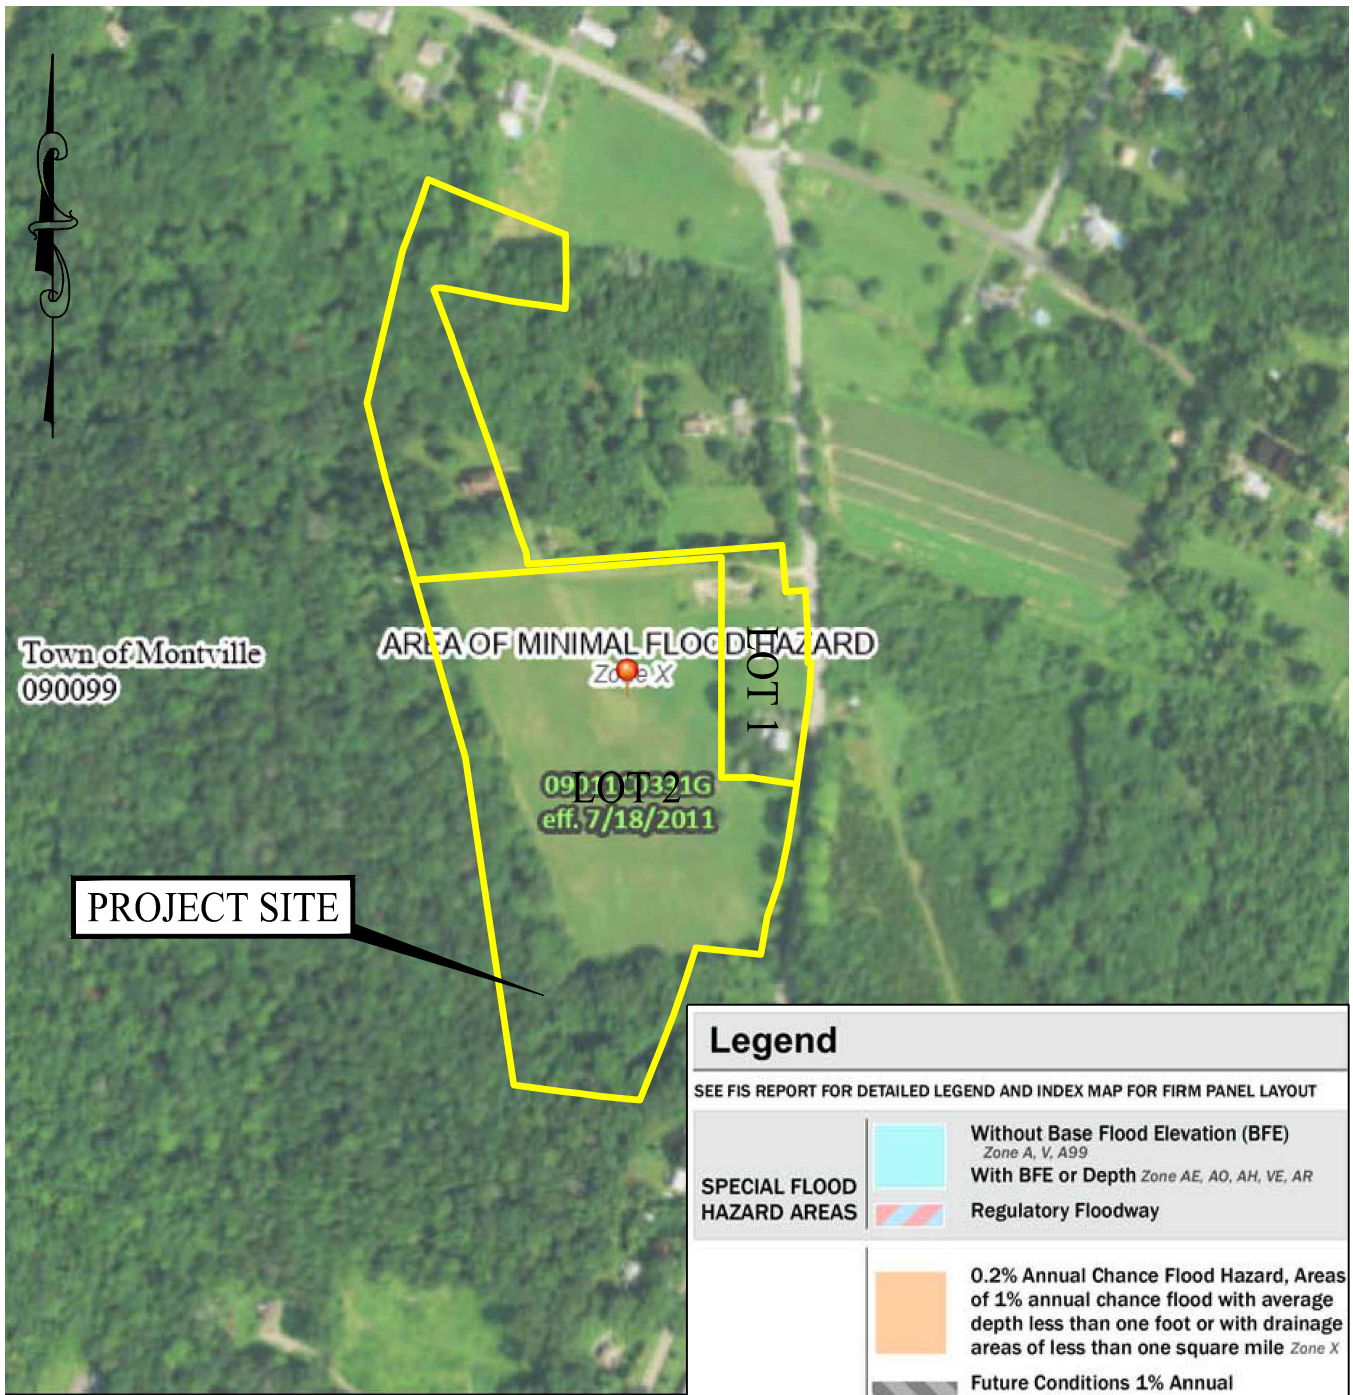 Town of Montville
090099
AREA OF MINIMAL FLOOD HAZARD
Zone X
LOT 1
09011C0331G
eff. 7/18/2011
LOT 2
PROJECT SITE
Legend
SEE FIS REPORT FOR DETAILED LEGEND AND INDEX MAP FOR FIRM PANEL LAYOUT
SPECIAL FLOOD
HAZARD AREAS
Without Base Flood Elevation (BFE)
Zone A, V, A99
With BFE or Depth Zone AE, AO, AH, VE, AR
Regulatory Floodway
0.2% Annual Chance Flood Hazard, Areas
of 1% annual chance flood with average
depth less than one foot or with drainage
areas of less than one square mile Zone X
Future Conditions 1% Annual